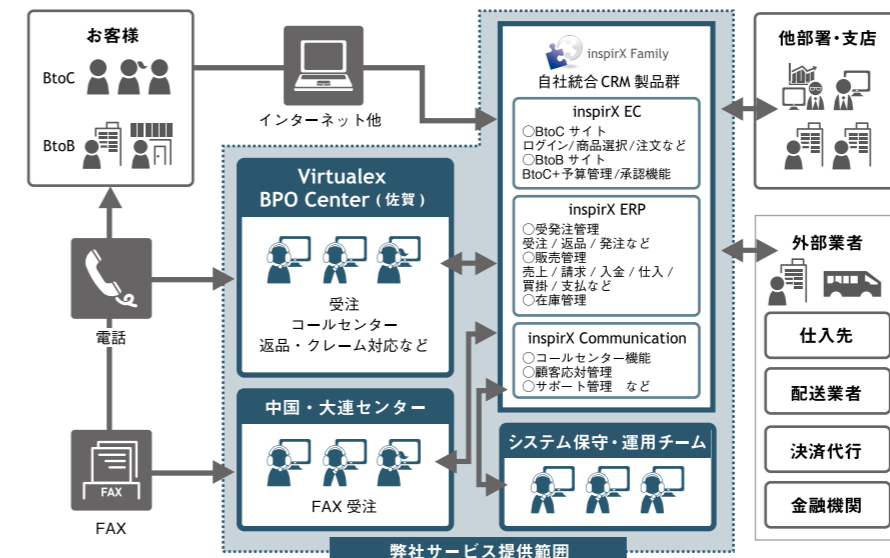 お客様
BtoC
BtoB
インターネット他
電話
FAX
FAX
Virtualex
BPO Center (佐賀)
受注
コールセンター
返品・クレーム対応など
中国・大連センター
FAX 受注
inspirX Family
自社統合 CRM 製品群
inspirX EC
○BtoC サイト
ログイン/商品選択/注文など
○BtoB サイト
BtoC+予算管理/承認機能
inspirX ERP
○受発注管理
受注 / 返品 / 発注など
○販売管理
売上 / 請求 / 入金 / 仕入 /
買掛 / 支払など
○在庫管理
inspirX Communication
○コールセンター機能
○顧客応対管理
○サポート管理 など
システム保守・運用チーム
弊社サービス提供範囲
他部署・支店
外部業者
仕入先
配送業者
決済代行
金融機関